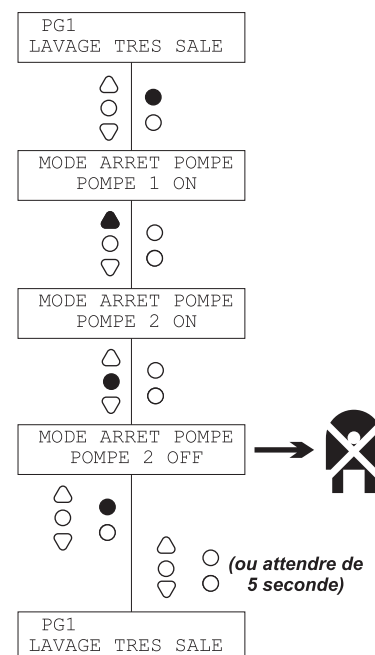 PG1
LAVAGE TRES SALE
MODE ARRET POMPE
POMPE 1 ON
MODE ARRET POMPE
POMPE 2 ON
MODE ARRET POMPE
POMPE 2 OFF
(ou attendre de
5 seconde)
PG1
LAVAGE TRES SALE